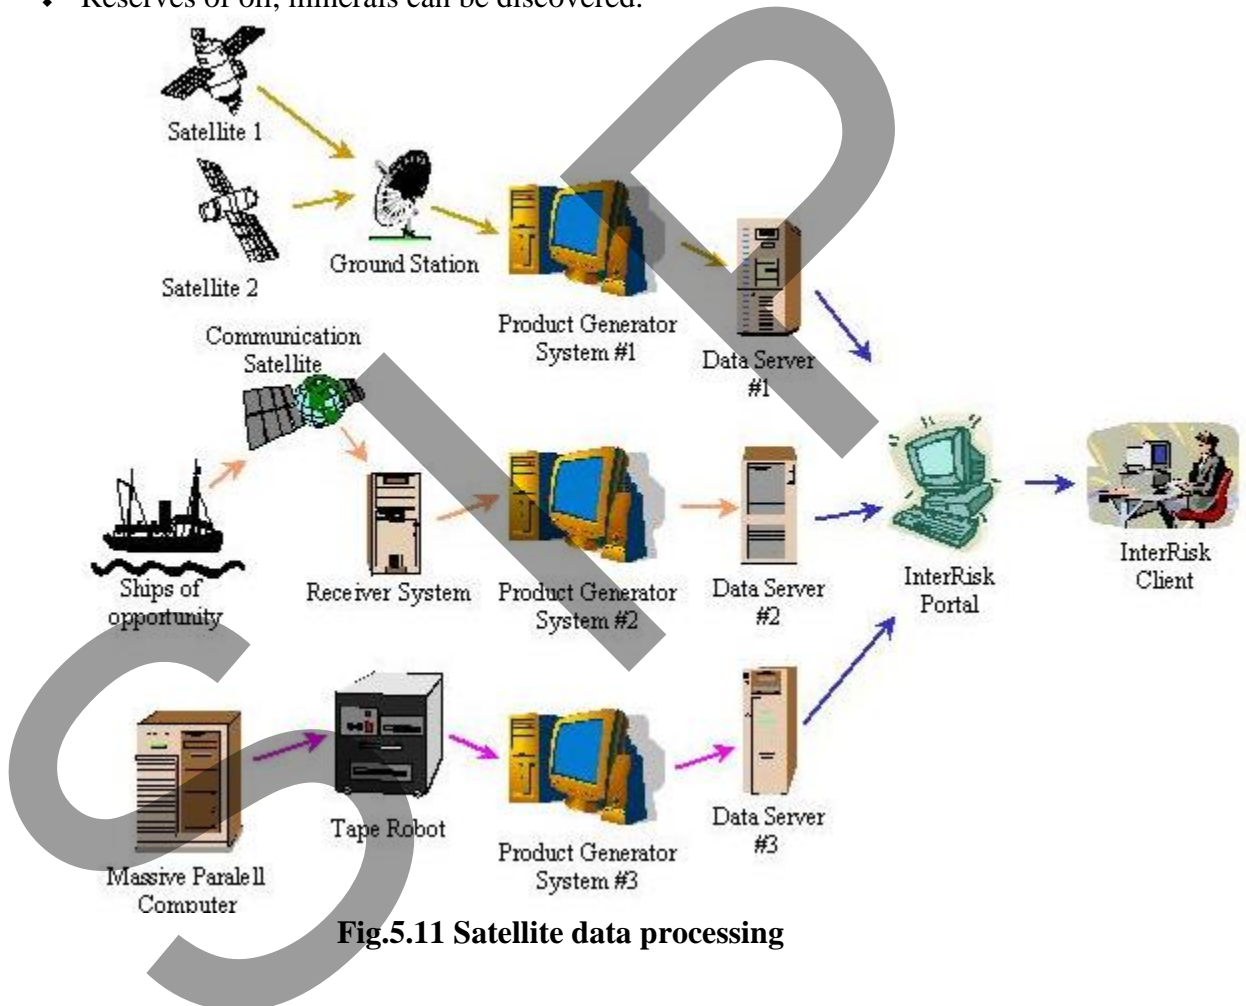 Reserves of oil, minerals can be discovered.
Satellite 1
Satellite 2
Ground Station
Product Generator
System #1
Data Server
#1
Communication
Satellite
Ships of
opportunity
Receiver System
Product Generator
System #2
Data Server
#2
InterRisk
Portal
InterRisk
Client
Massive Paralell
Computer
Tape Robot
Product Generator
System #3
Data Server
#3
Fig.5.11 Satellite data processing
SIP